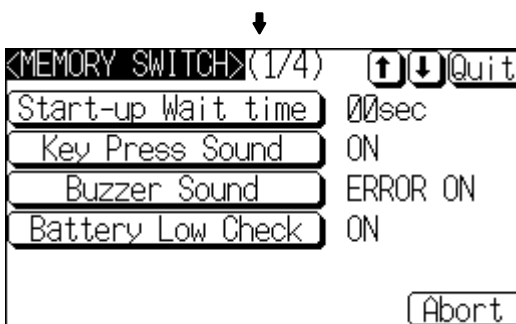 <MEMORY SWITCH>(1/4) ↑ ↓ Quit
Start-up Wait time 00sec
Key Press Sound ON
Buzzer Sound ERROR ON
Battery Low Check ON
Abort